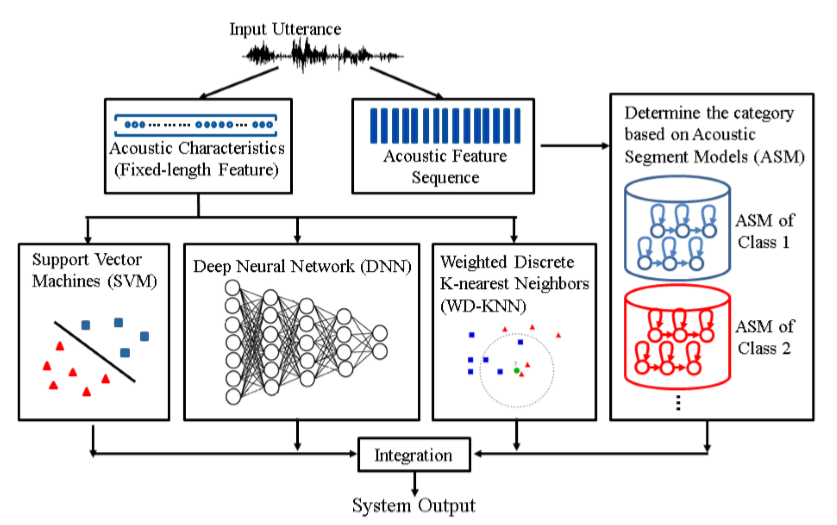 Input Utterance
Acoustic Characteristics
(Fixed-length Feature)
Acoustic Feature
Sequence
Determine the category
based on Acoustic
Segment Models (ASM)
ASM of
Class 1
ASM of
Class 2
Support Vector
Machines (SVM)
Deep Neural Network (DNN)
Weighted Discrete
K-nearest Neighbors
(WD-KNN)
?
Integration
System Output